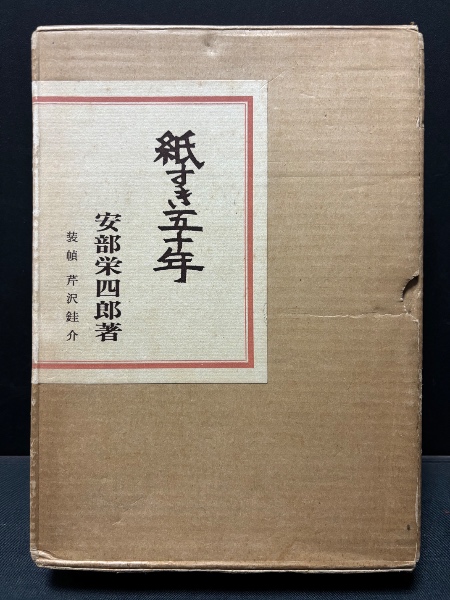 紙すき五十年
安部栄四郎著
装幀 芹沢銈介